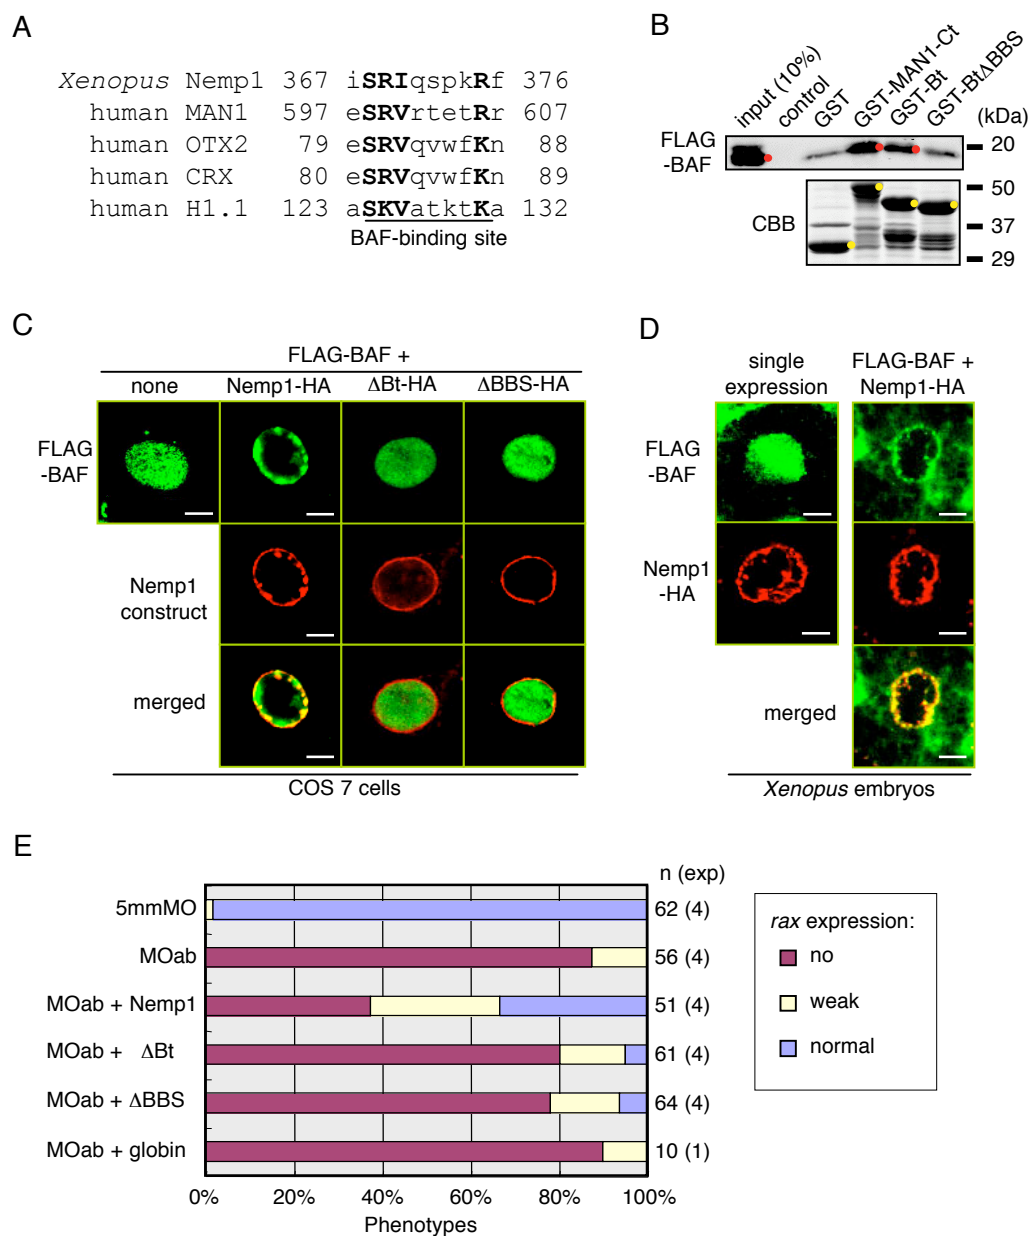 A
Xenopus Nemp1 367 iSRIqspkRf 376
human MAN1 597 eSRVrtetRr 607
human OTX2 79 eSRVqvwfKn 88
human CRX 80 eSRVqvwfKn 89
human H1.1 123 aSKVatktKa 132
BAF-binding site
B
input (10%)
control
GST
GST-MAN1-Ct
GST-Bt
GST-BtΔBBS
(kDa)
FLAG
-BAF
20
CBB
50
37
29
C
FLAG-BAF +
none Nemp1-HA ΔBt-HA ΔBBS-HA
FLAG
-BAF
Nemp1
construct
merged
COS 7 cells
D
single
expression
FLAG-BAF +
Nemp1-HA
FLAG
-BAF
Nemp1
-HA
merged
Xenopus embryos
E
n (exp)
5mmMO 62 (4)
MOab 56 (4)
MOab + Nemp1 51 (4)
MOab + ΔBt 61 (4)
MOab + ΔBBS 64 (4)
MOab + globin 10 (1)
0% 20% 40% 60% 80% 100%
Phenotypes
rax expression:
no
weak
normal